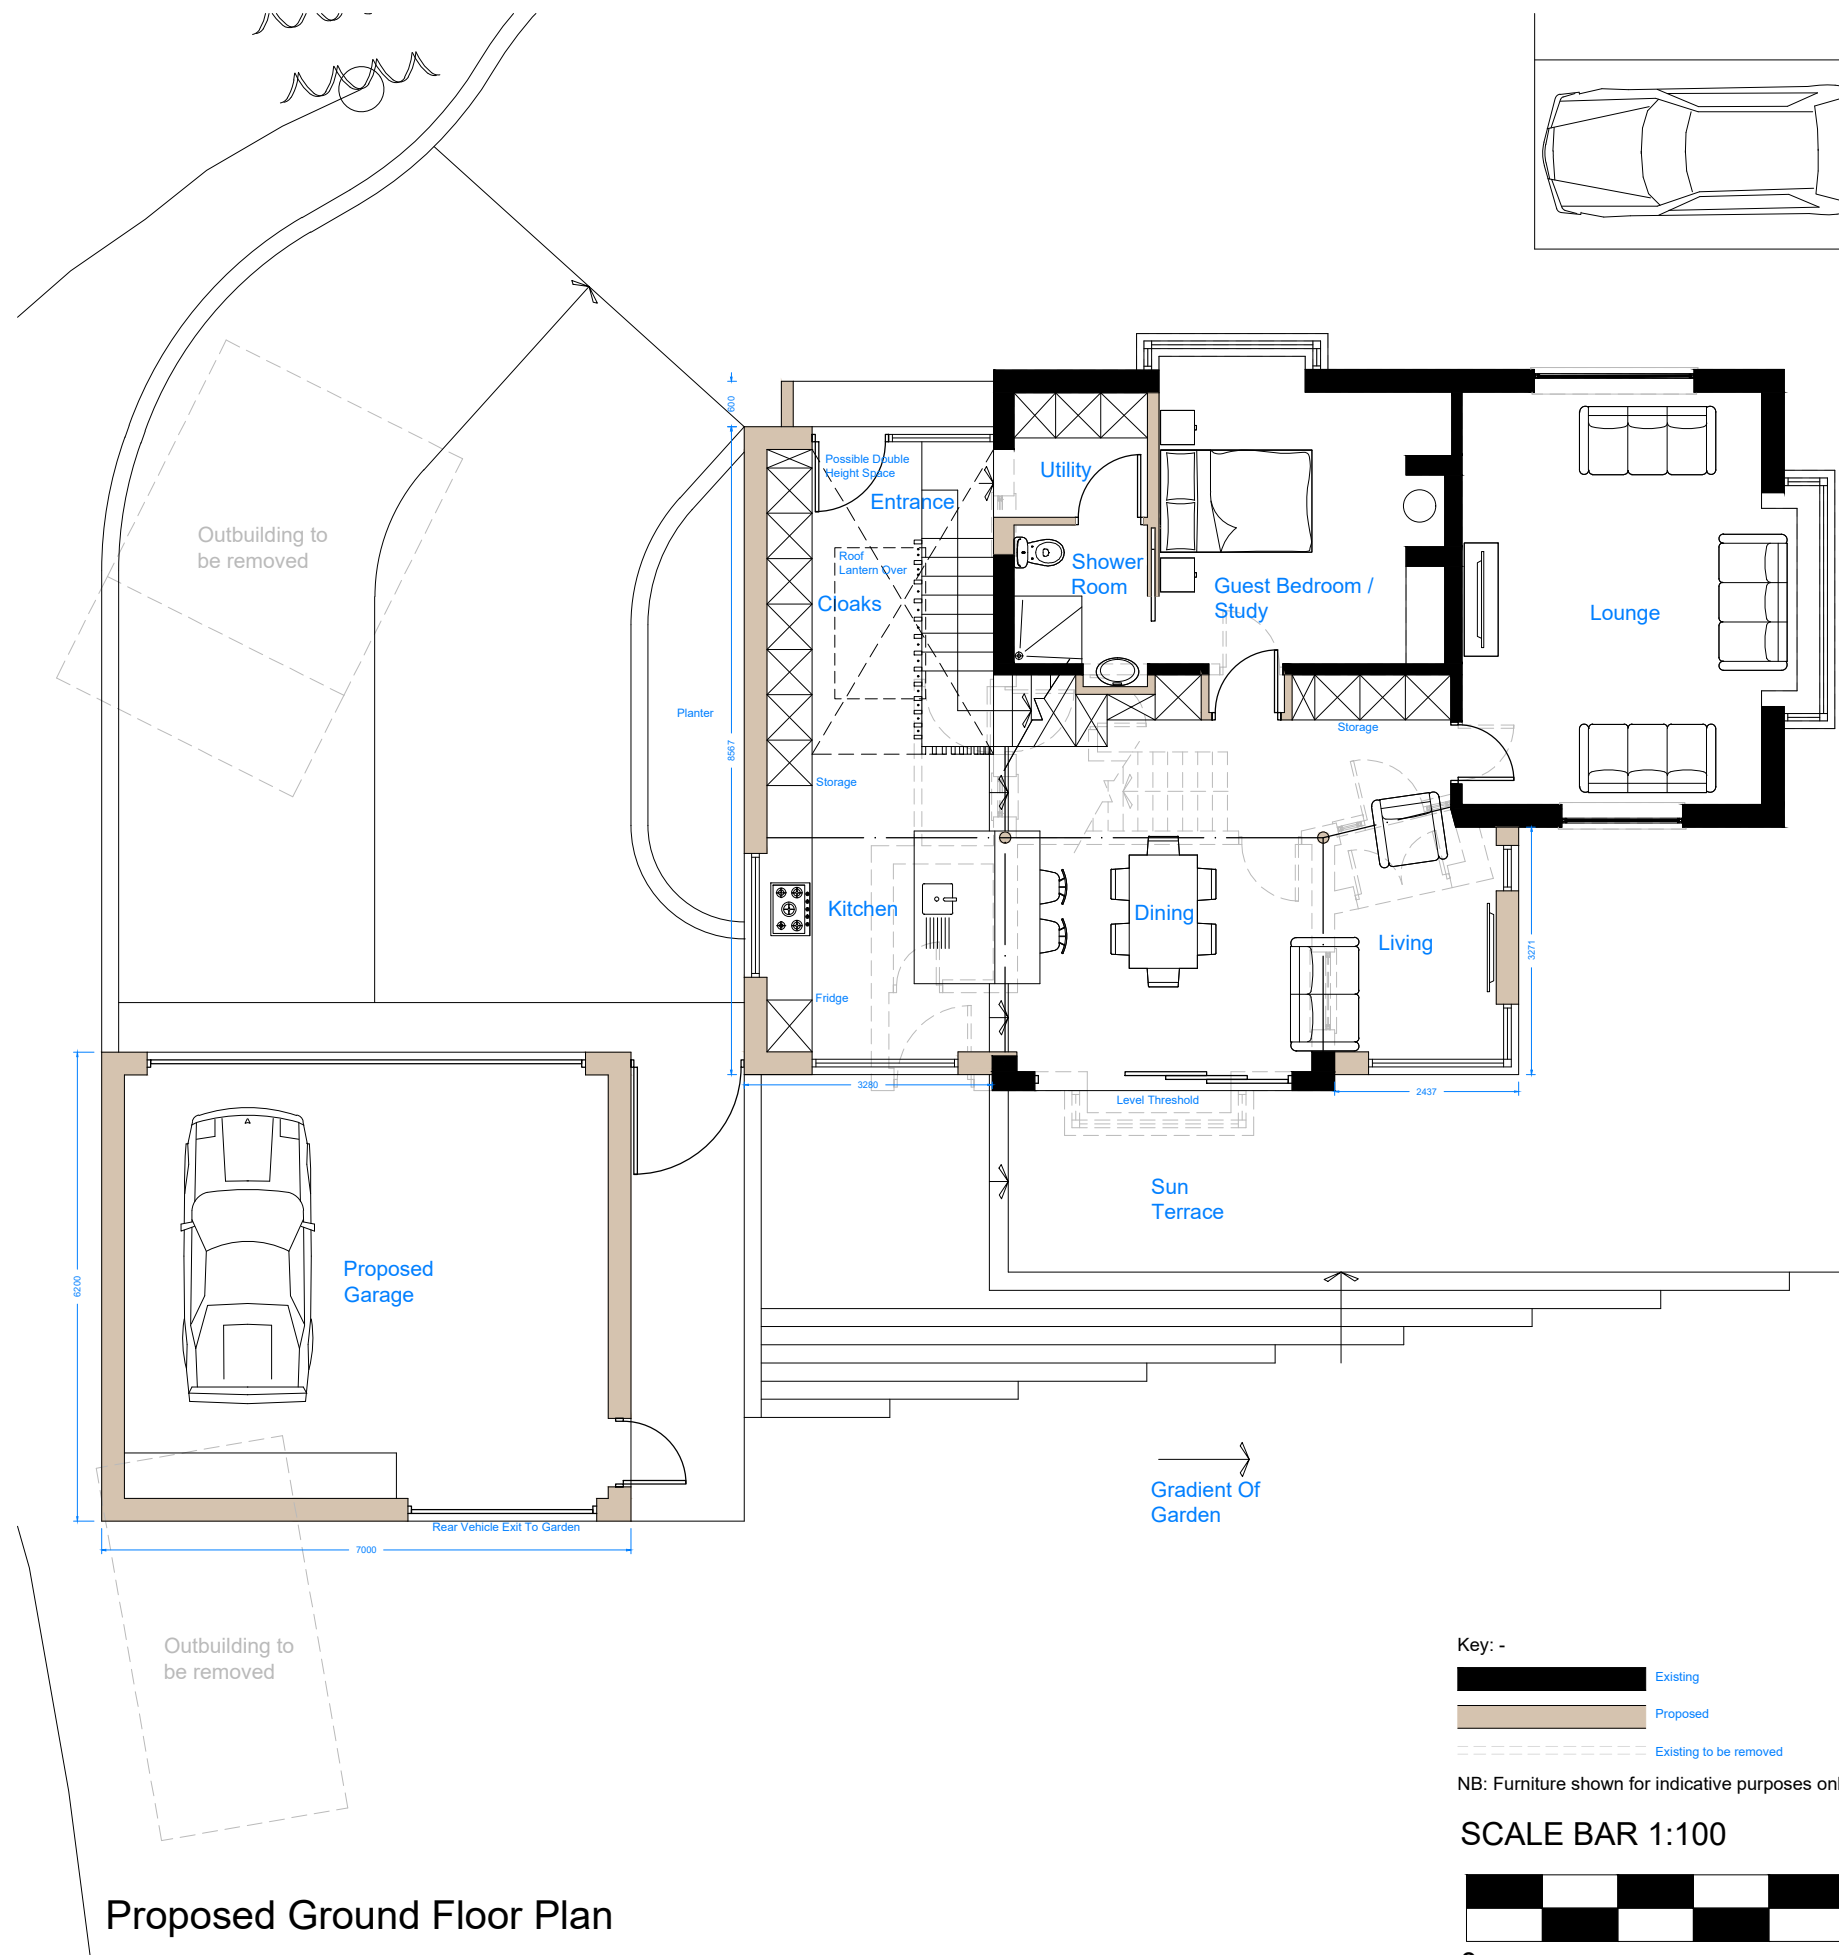 Outbuilding to
be removed
600
Possible Double
Height Space
Entrance
Utility
Roof
Lantern Over
Cloaks
Shower
Room
Guest Bedroom /
Study
Lounge
Planter
8567
Storage
Storage
Kitchen
Dining
Living
3271
Fridge
3280
Level Threshold
2437
Sun
Terrace
6200
Proposed
Garage
Gradient Of
Garden
Rear Vehicle Exit To Garden
7000
Outbuilding to
be removed
Key: -
Existing
Proposed
Existing to be removed
NB: Furniture shown for indicative purposes
SCALE BAR 1:100
Proposed Ground Floor Plan